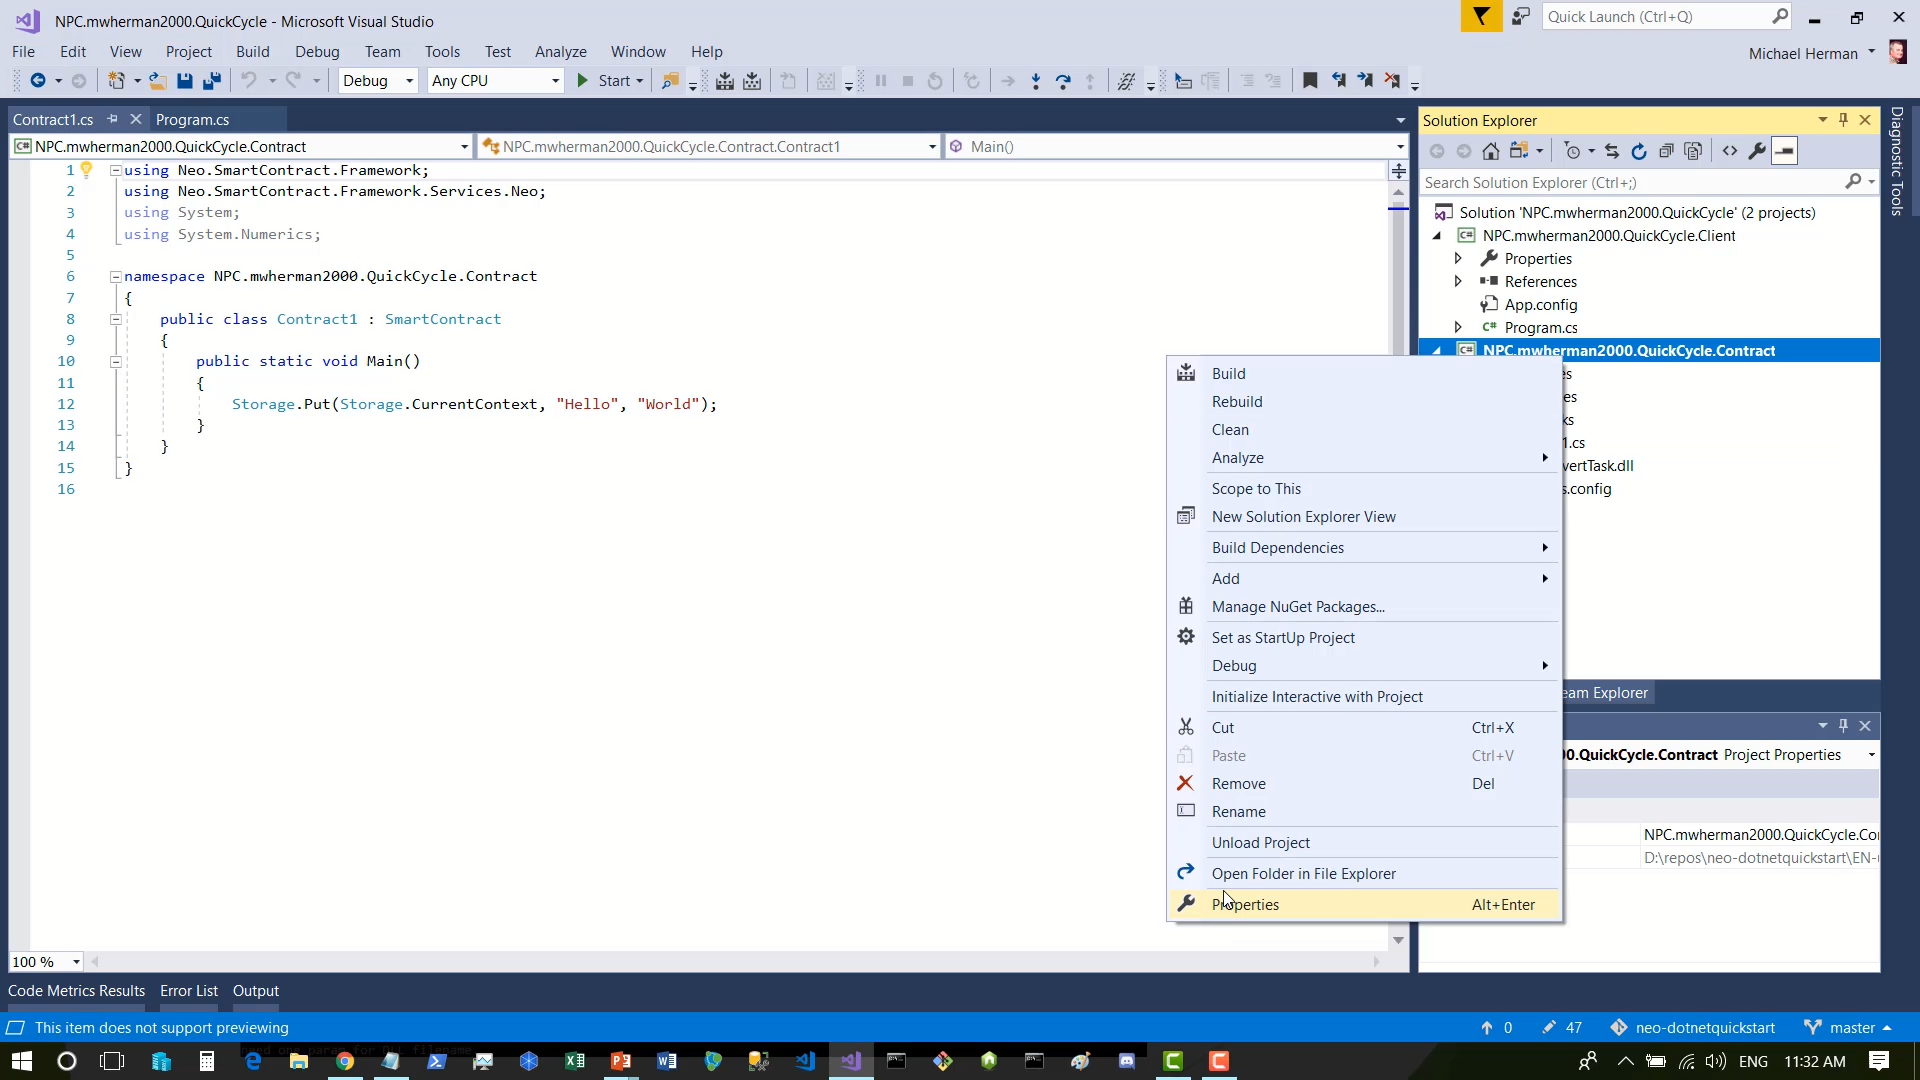 NPC.mwherman2000.QuickCycle - Microsoft Visual Studio
Quick Launch (Ctrl+Q)
File Edit View Project Build Debug Team Tools Test Analyze Window Help
Michael Herman
Debug Any CPU Start
Contract1.cs Program.cs
NPC.mwherman2000.QuickCycle.Contract NPC.mwherman2000.QuickCycle.Contract.Contract1 Main()
1 using Neo.SmartContract.Framework;
2 using Neo.SmartContract.Framework.Services.Neo;
3 using System;
4 using System.Numerics;
5
6 namespace NPC.mwherman2000.QuickCycle.Contract
7 {
8 public class Contract1 : SmartContract
9 {
10 public static void Main()
11 {
12 Storage.Put(Storage.CurrentContext, "Hello", "World");
13 }
14 }
15 }
16
100 %
Solution Explorer
Search Solution Explorer (Ctrl+;)
Solution 'NPC.mwherman2000.QuickCycle' (2 projects)
C# NPC.mwherman2000.QuickCycle.Client
Properties
References
App.config
C# Program.cs
C# NPC.mwherman2000.QuickCycle.Contract
es
es
ks
1.cs
vertTask.dll
s.config
eam Explorer
00.QuickCycle.Contract Project Properties
NPC.mwherman2000.QuickCycle.Co
D:\repos\neo-dotnetquickstart\EN-
Diagnostic Tools
Build
Rebuild
Clean
Analyze
Scope to This
New Solution Explorer View
Build Dependencies
Add
Manage NuGet Packages...
Set as StartUp Project
Debug
Initialize Interactive with Project
Cut Ctrl+X
Paste Ctrl+V
Remove Del
Rename
Unload Project
Open Folder in File Explorer
Properties Alt+Enter
Code Metrics Results Error List Output
This item does not support previewing
0 47 neo-dotnetquickstart master
need one param for DLL filename
ENG 11:32 AM